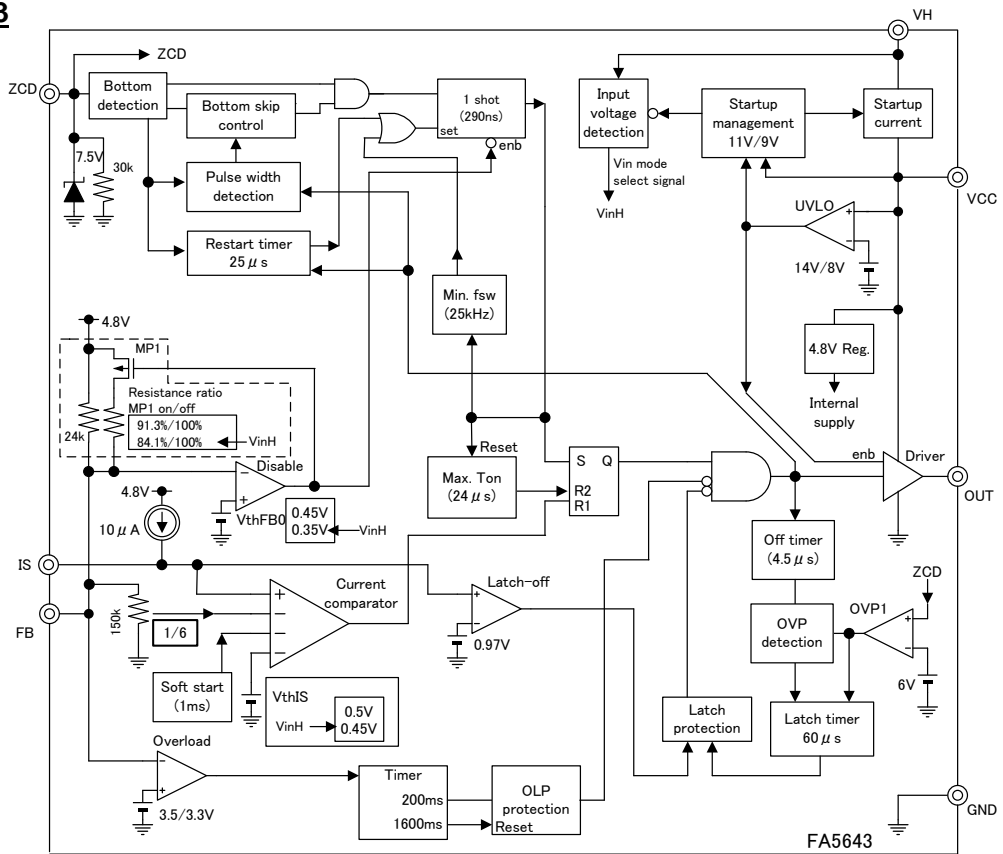 VH
ZCD
ZCD
Bottom
detection
Bottom skip
control
1 shot
(290ns)
set
enb
Input
voltage
detection
Startup
management
11V/9V
Startup
current
7.5V
30k
Pulse width
detection
Vin mode
select signal
VinH
VCC
UVLO
Restart timer
25μs
14V/8V
Min. fsw
(25kHz)
4.8V
MP1
4.8V Reg.
Resistance ratio
MP1 on/off
91.3%/100%
84.1%/100%
VinH
24k
Internal
supply
Reset
Disable
Max. Ton
(24μs)
S Q
R2
R1
enb
Driver
OUT
4.8V
VthFB0
0.45V
0.35V
VinH
10μA
Off timer
(4.5μs)
IS
Current
comparator
Latch-off
ZCD
FB
150k
1/6
0.97V
OVP
detection
OVP1
6V
Soft start
(1ms)
VthIS
VinH
0.5V
0.45V
Latch
protection
Latch timer
60μs
Overload
3.5/3.3V
Timer
200ms
1600ms
OLP
protection
Reset
GND
FA5643